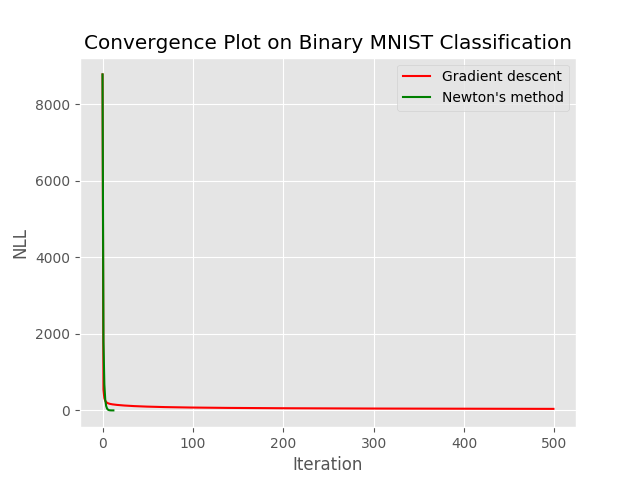 Convergence Plot on Binary MNIST Classification
Gradient descent
Newton's method
NLL
8000
6000
4000
2000
0
0 100 200 300 400 500
Iteration